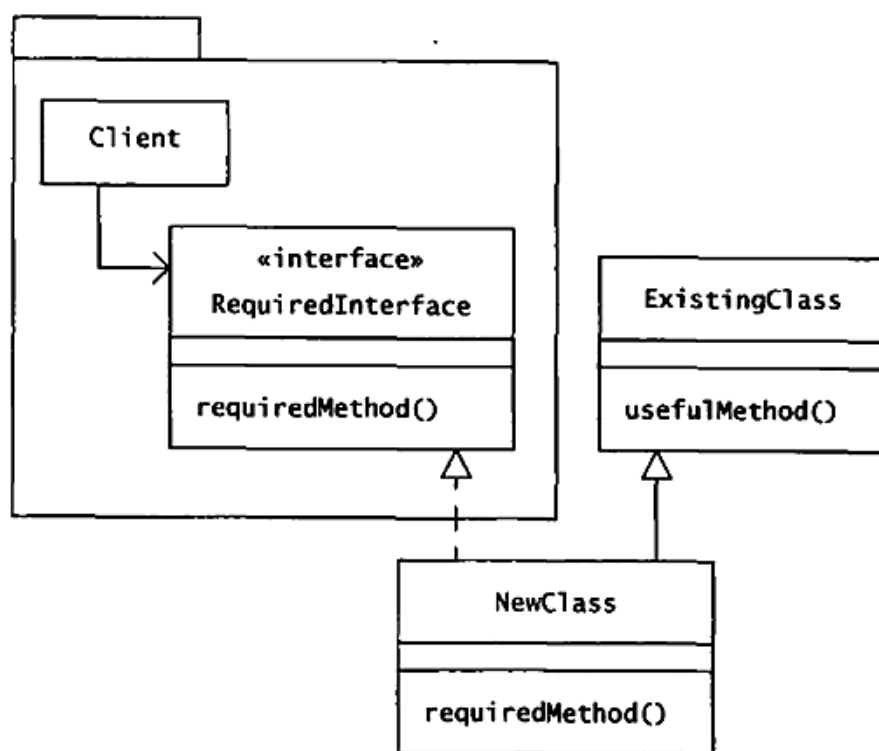 Client
«interface»
RequiredInterface
requiredMethod()
ExistingClass
usefulMethod()
NewClass
requiredMethod()